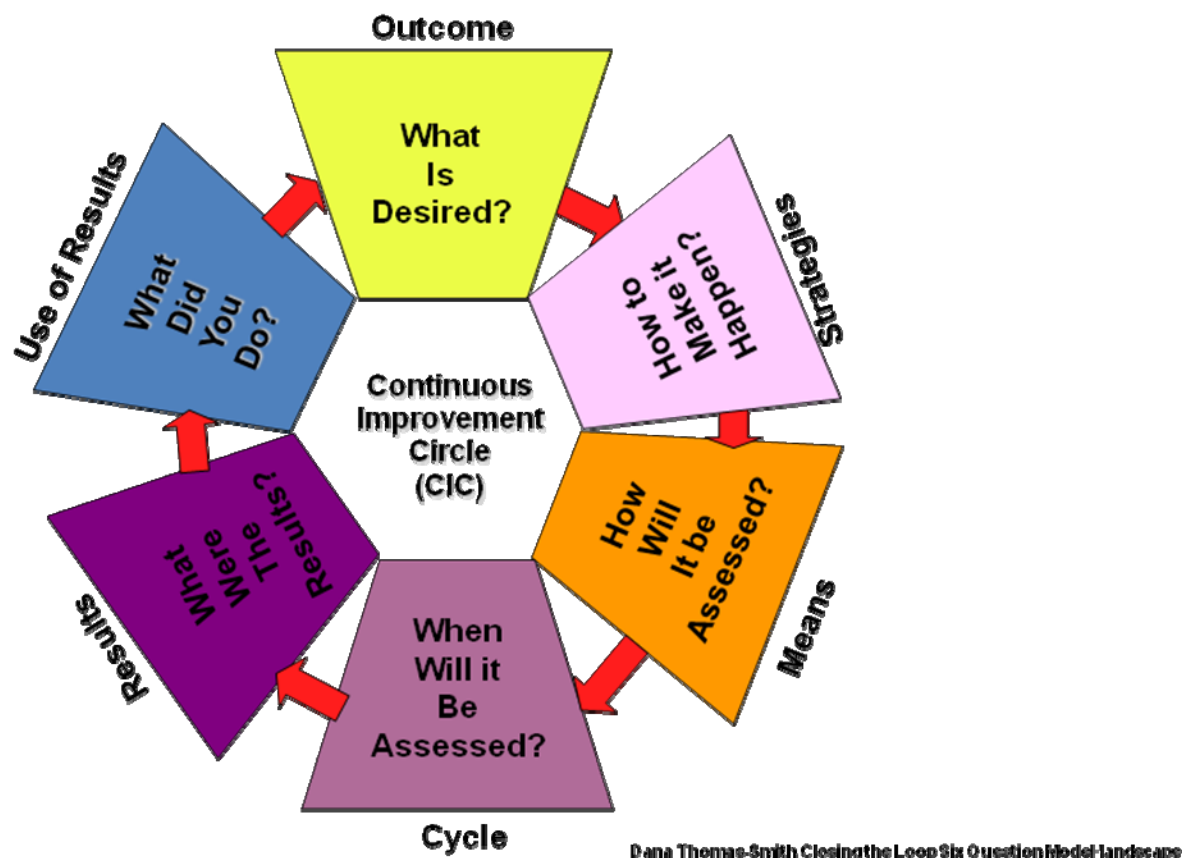 Outcome
What
Is
Desired?
Strategies
How to
Make it
Happen?
How
Will
It be
Assessed?
Means
When
Will it
Be
Assessed?
Cycle
What
Were
The
Results?
Results
Use of Results
What
Did
You
Do?
Continuous
Improvement
Circle
(CIC)
Dana Thomas-Smith Closing the Loop Six Question Model-landscape